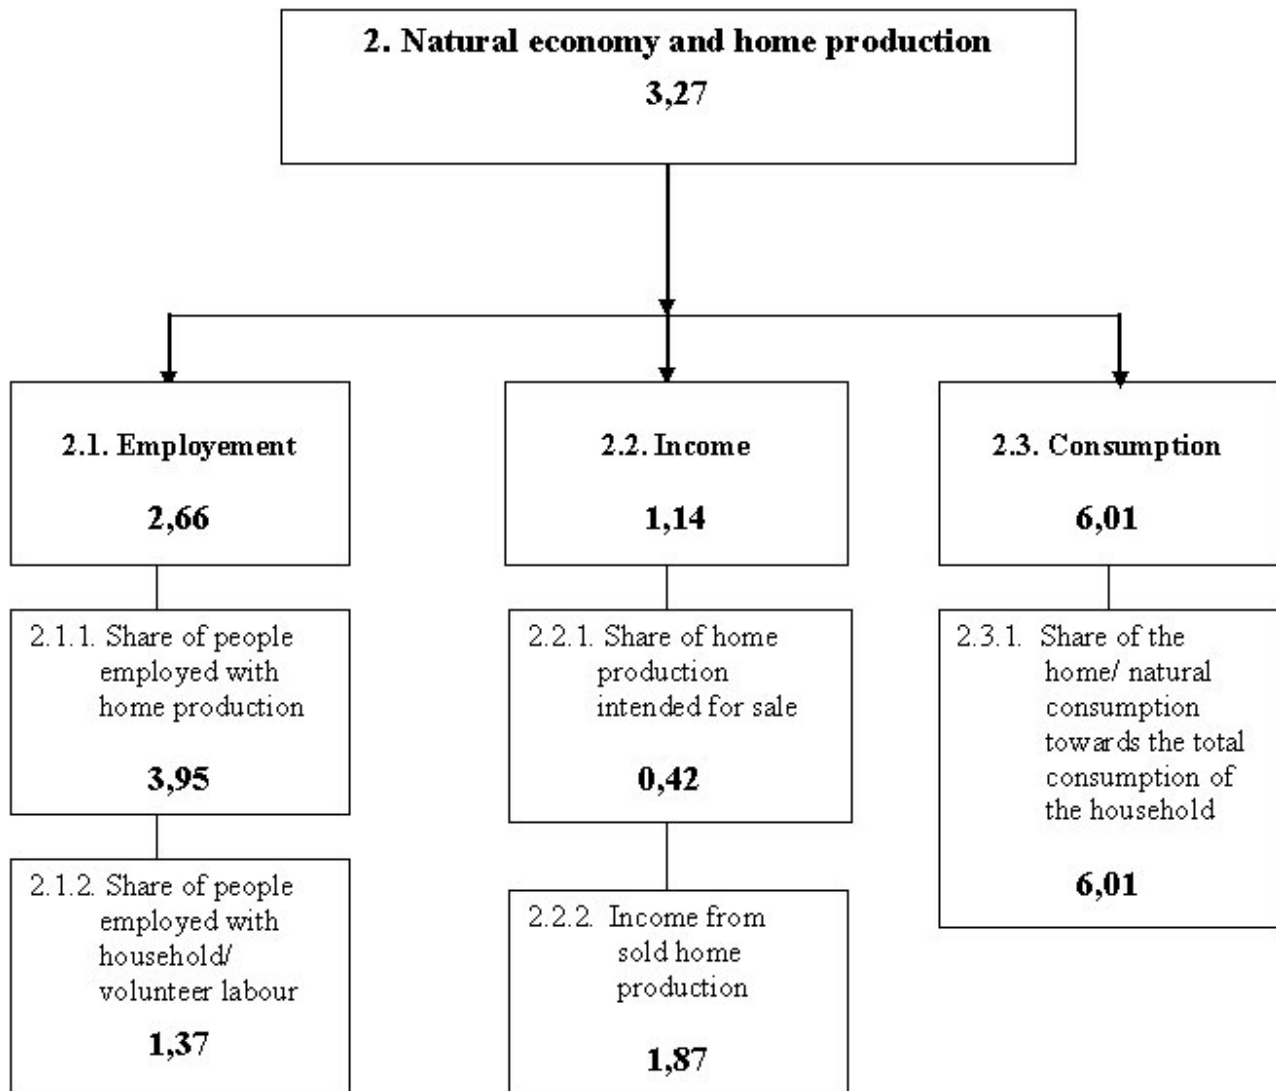 2. Natural economy and home production
3,27
2.1. Employement
2,66
2.2. Income
1,14
2.3. Consumption
6,01
2.1.1. Share of people
employed with
home production
3,95
2.2.1. Share of home
production
intended for sale
0,42
2.3.1. Share of the
home/ natural
consumption
towards the total
consumption of
the household
6,01
2.1.2. Share of people
employed with
household/
volunteer labour
1,37
2.2.2. Income from
sold home
production
1,87